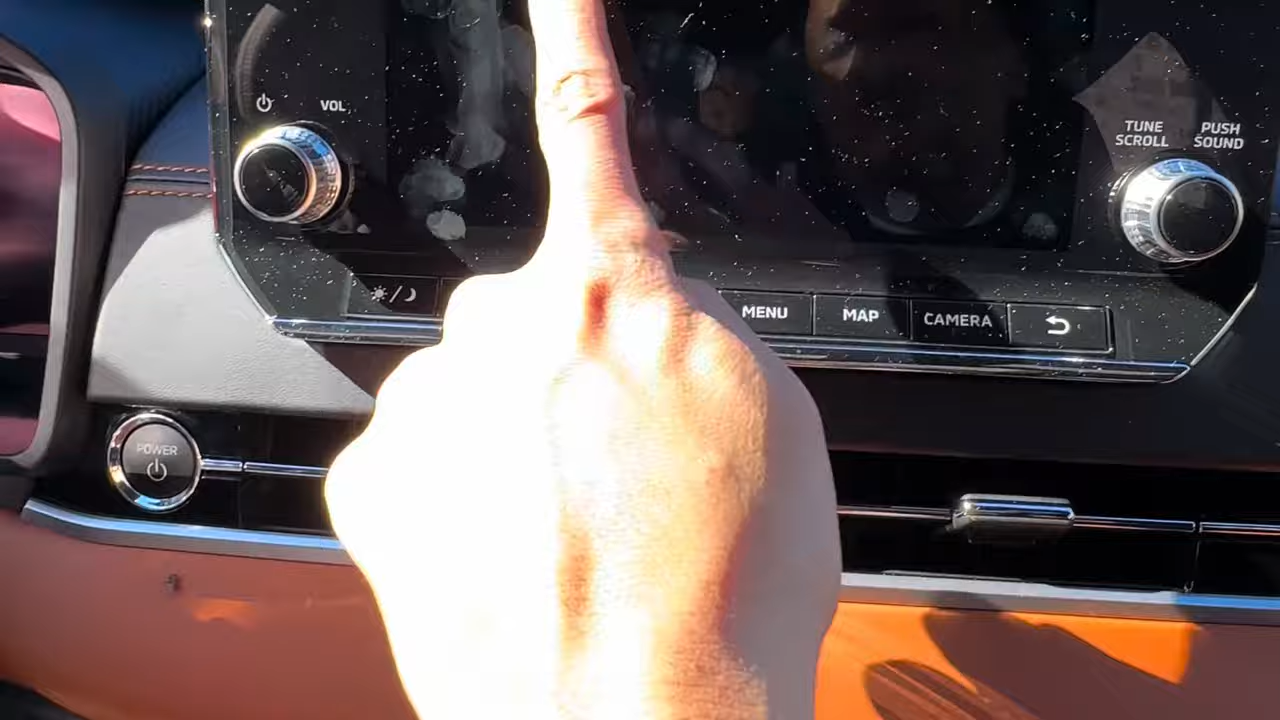 VOL
TUNE SCROLL
PUSH SOUND
MENU
MAP
CAMERA
POWER